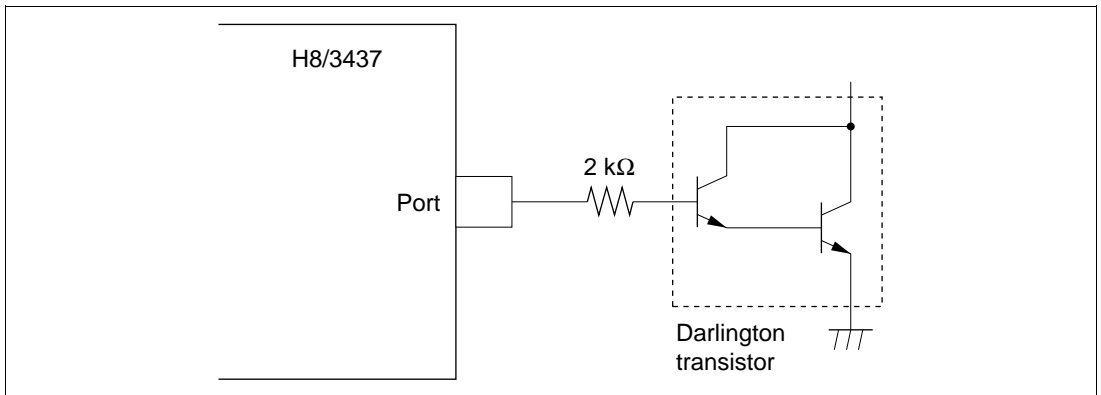 H8/3437
Port
2 kΩ
Darlington
transistor